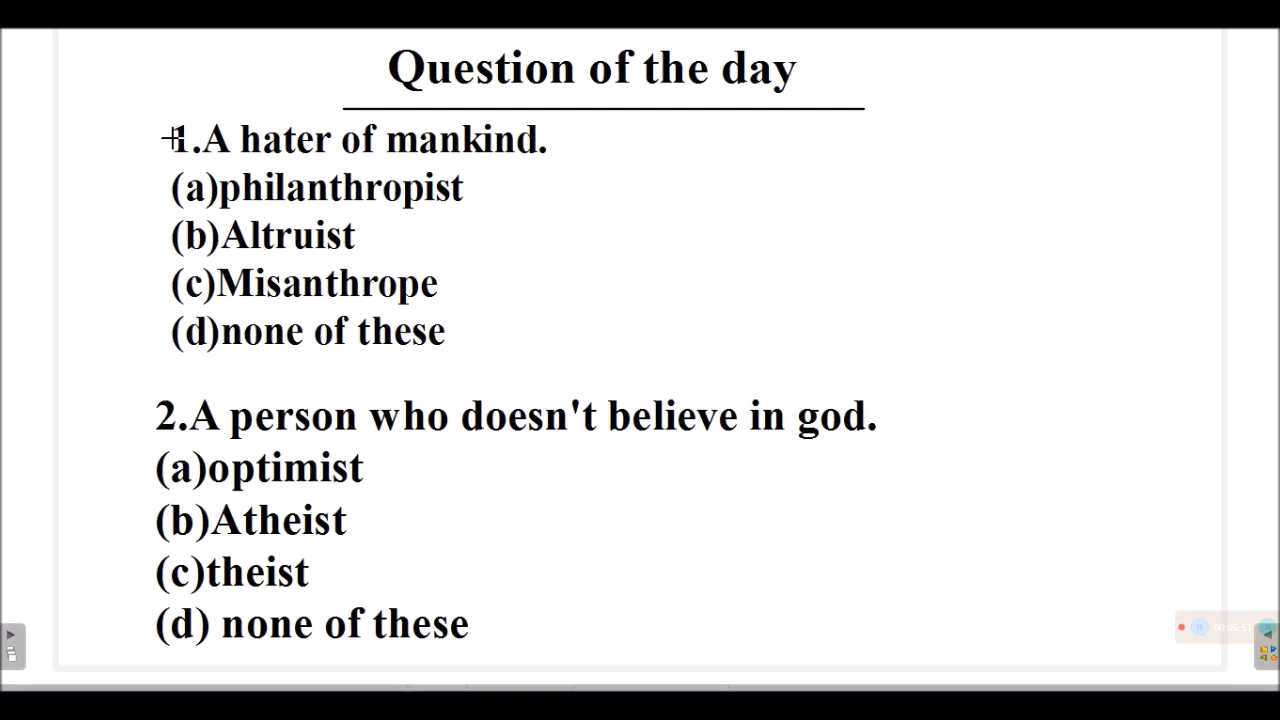 Question of the day
1.A hater of mankind.
(a)philanthropist
(b)Altruist
(c)Misanthrope
(d)none of these
2.A person who doesn't believe in god.
(a)optimist
(b)Atheist
(c)theist
(d) none of these